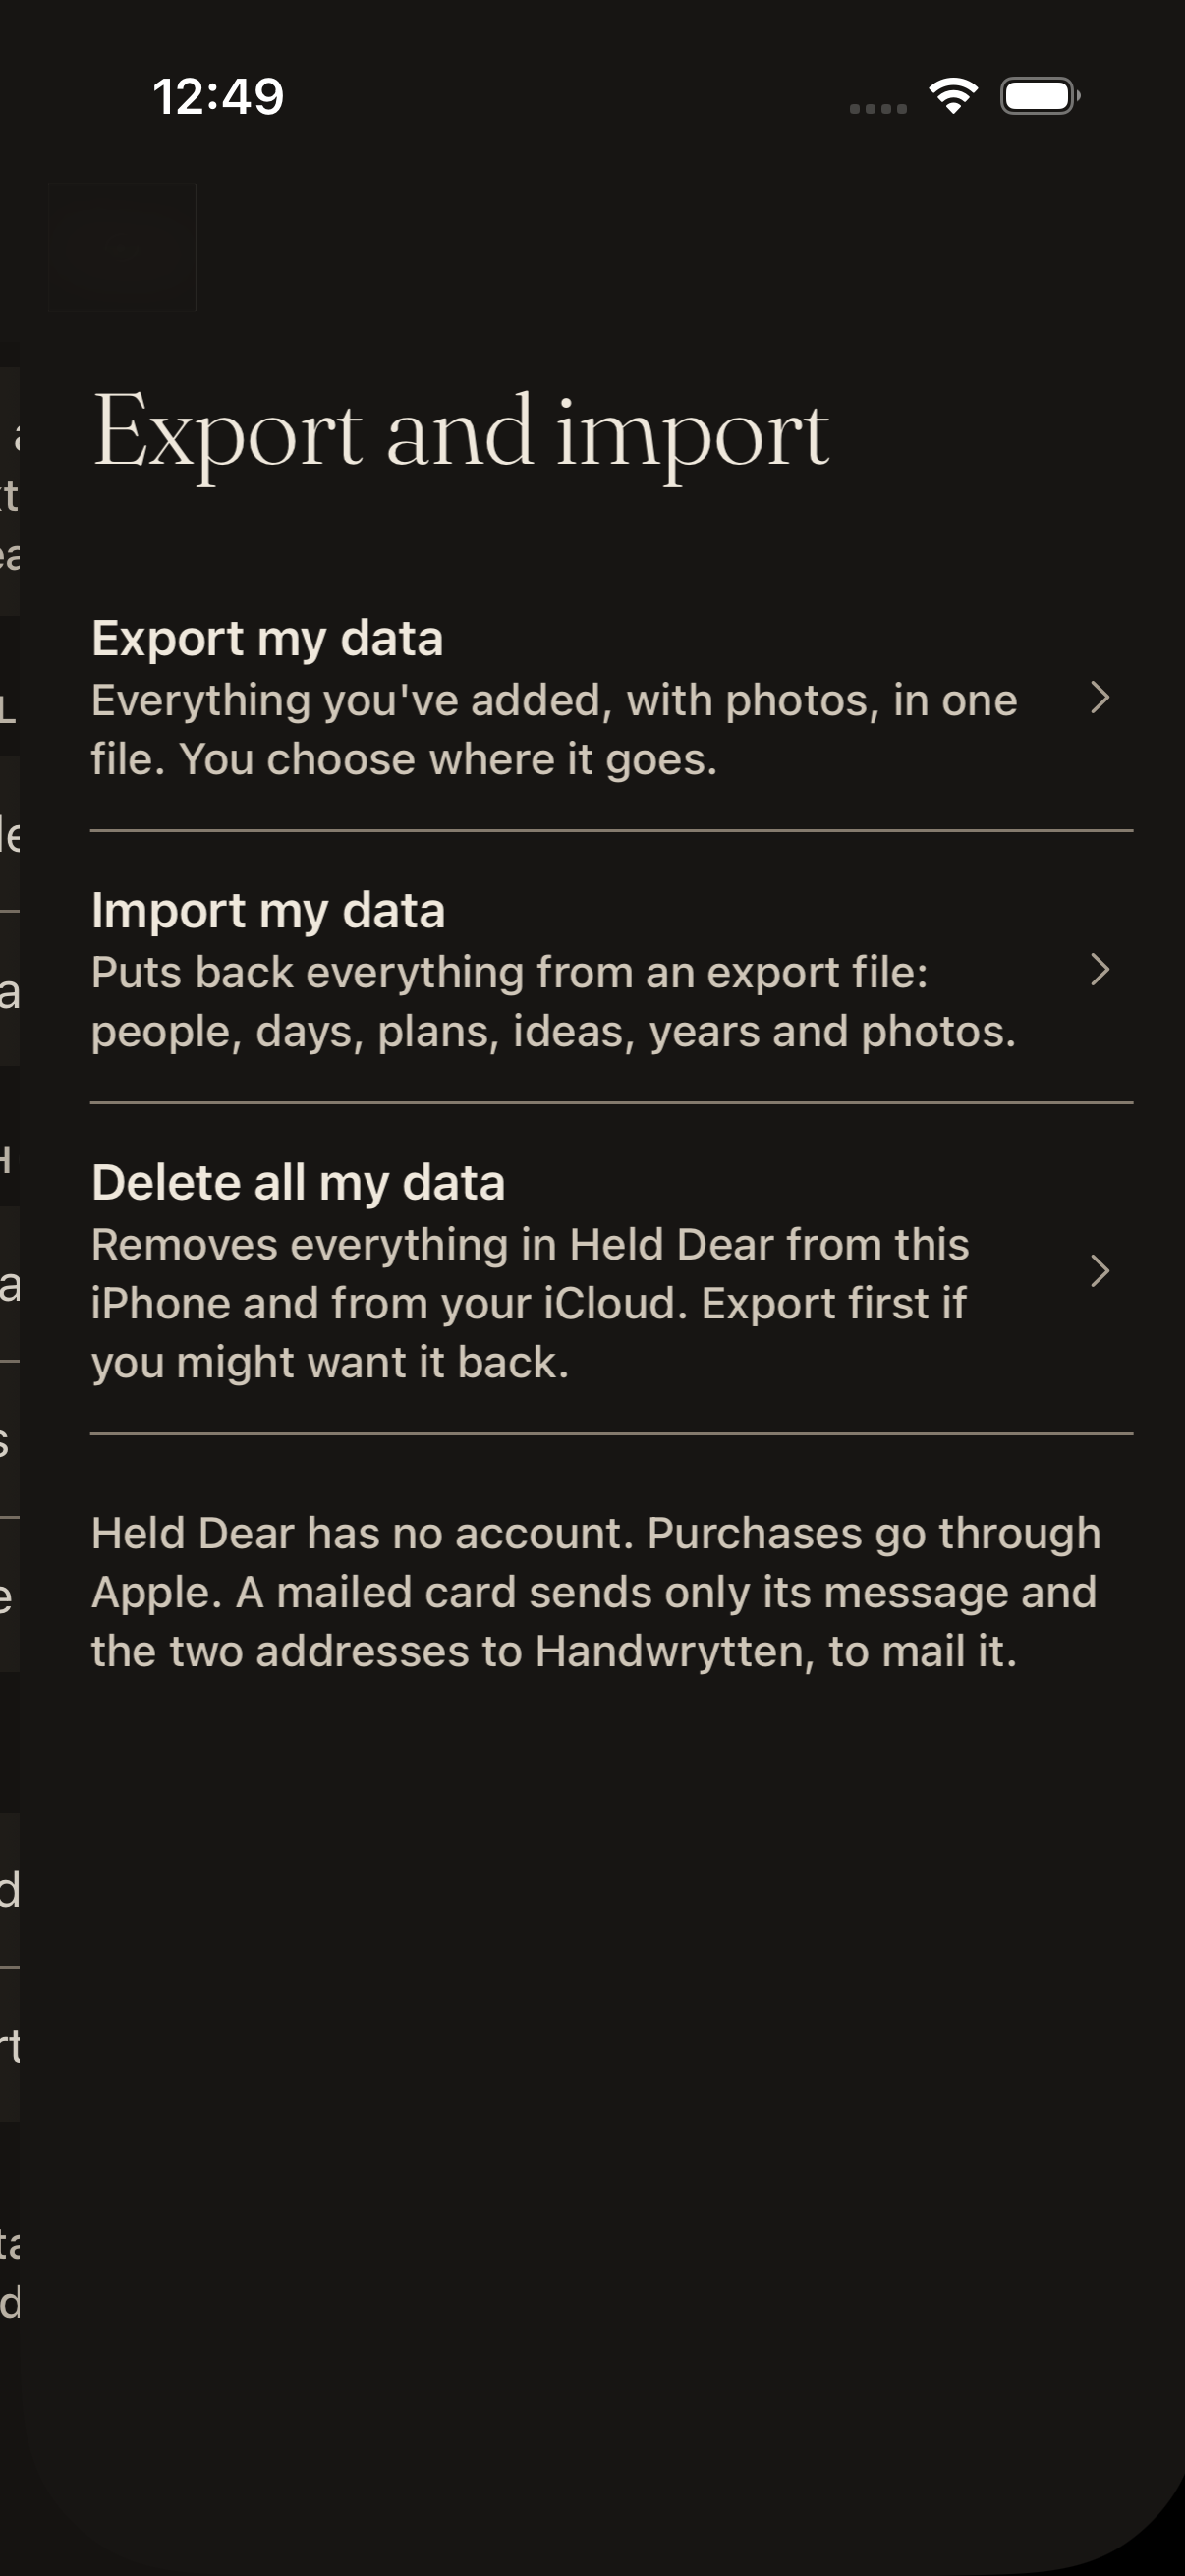 12:49
Export and import
Export my data
Everything you've added, with photos, in one
file. You choose where it goes.
Import my data
Puts back everything from an export file:
people, days, plans, ideas, years and photos.
Delete all my data
Removes everything in Held Dear from this
iPhone and from your iCloud. Export first if
you might want it back.
Held Dear has no account. Purchases go through
Apple. A mailed card sends only its message and
the two addresses to Handwrytten, to mail it.